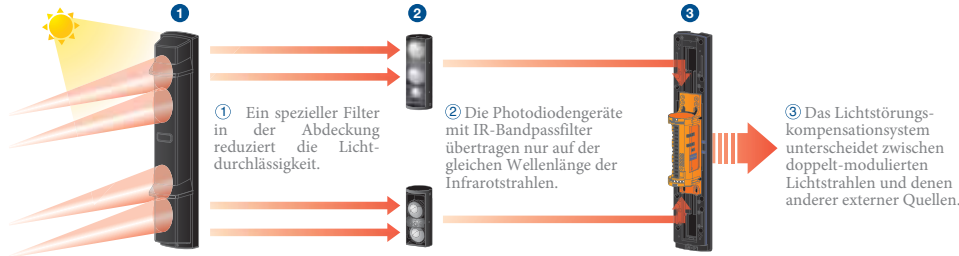 1
2
3
① Ein spezieller Filter
in der Abdeckung
reduziert die Licht-
durchlässigkeit.
② Die Photodiodengeräte
mit IR-Bandpassfilter
übertragen nur auf der
gleichen Wellenlänge der
Infrarotstrahlen.
③ Das Lichtstörungs-
kompensationsystem
unterscheidet zwischen
doppelt-modulierten
Lichtstrahlen und denen
anderer externer Quellen.